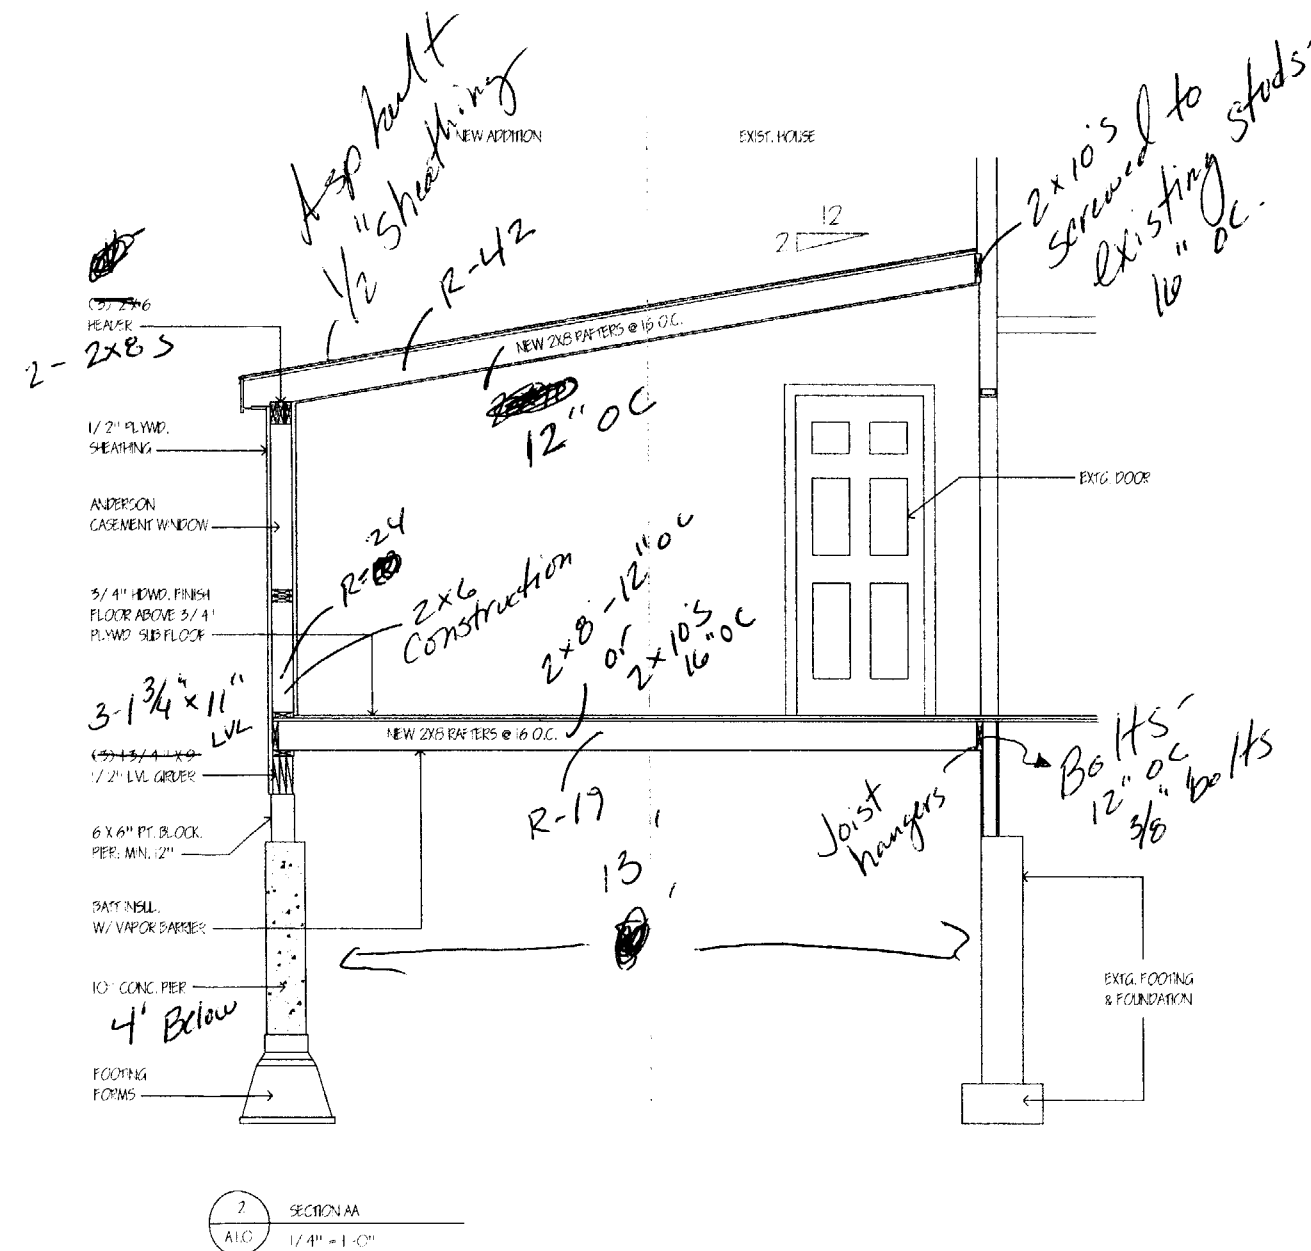 Asphault
1/2" Sheathing
NEW ADDITION
EXIST. HOUSE
2x10's
screwed to
existing studs
16" OC.
12
2
R-42
(3) 2X6
HEADER
2- 2x8s
NEW 2X8 RAFTERS @ 16 O.C.
12" OC
1/2" PLYWD.
SHEATHING
EXTG. DOOR
ANDERSON
CASEMENT WINDOW
24
R-
2x6
Construction
3/4" HDWD. FINISH
FLOOR ABOVE 3/4"
PLYWD SUB FLOOR
2x8 - 12" OC
or
2x10's
16" OC
3-1 3/4" x 11"
LVL
(3) 1 3/4" X 9
1/2" LVL GIRDER
NEW 2X8 RAFTERS @ 16 O.C.
Bolts
12" OC
3/8" bolts
R-19
Joist
hangers
6 X 6" PT. BLOCK.
PIER: MIN. 12"
13'
BATT INSUL.
W/ VAPOR BARRIER
10" CONC. PIER
4' Below
EXTG. FOOTING
& FOUNDATION
FOOTING
FORMS
2
A1.0
SECTION AA
1/4" = 1'-0"